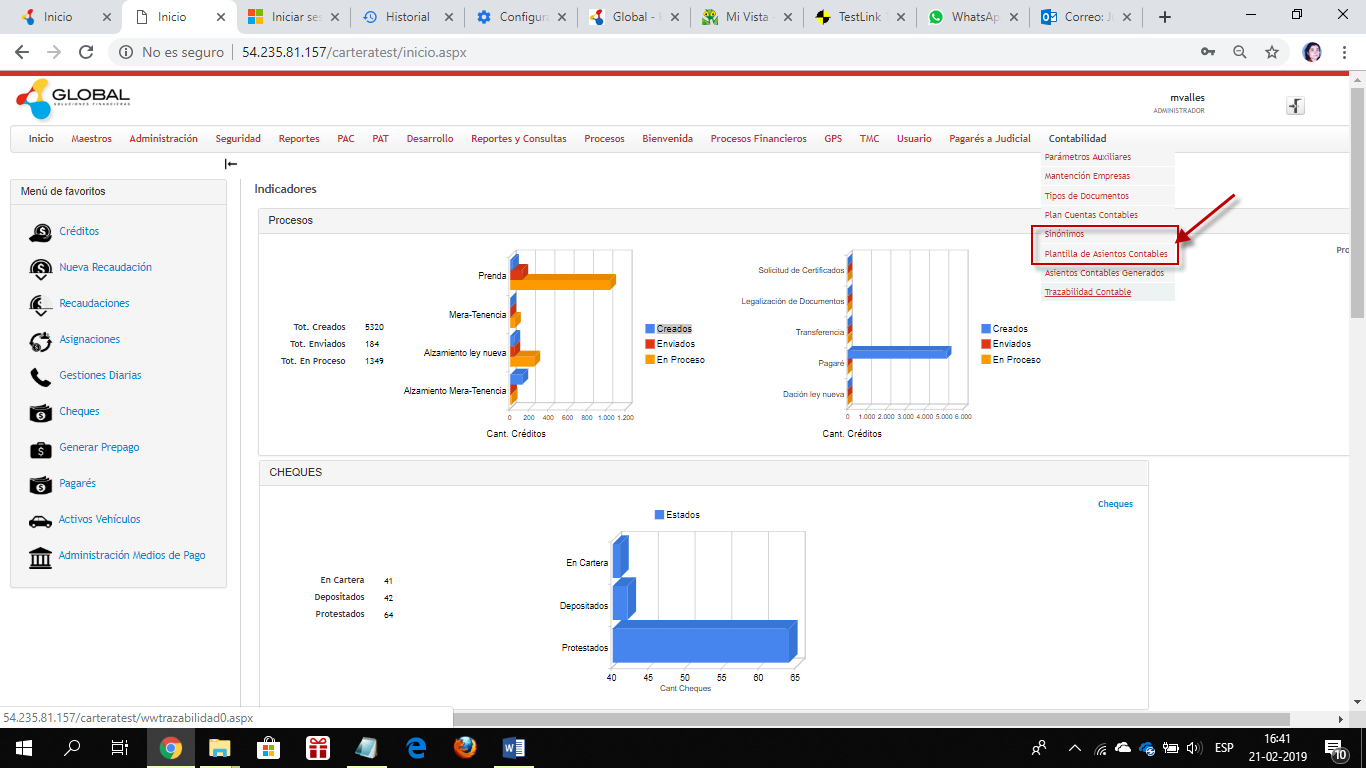 Inicio
Inicio
Iniciar ses
Historial
Configura
Global -
Mi Vista -
TestLink
WhatsAp
Correo: J
No es seguro
54.235.81.157/carteratest/inicio.aspx
GLOBAL
SOLUCIONES FINANCIERAS
mvalles
ADMINISTRADOR
Inicio Maestros Administración Seguridad Reportes PAC PAT Desarrollo Reportes y Consultas Procesos Bienvenida Procesos Financieros GPS TMC Usuario Pagarés a Judicial Contabilidad
Parámetros Auxiliares
Mantención Empresas
Tipos de Documentos
Plan Cuentas Contables
Sinónimos
Plantilla de Asientos Contables
Asientos Contables Generados
Trazabilidad Contable
Menú de favoritos
Créditos
Nueva Recaudación
Recaudaciones
Asignaciones
Gestiones Diarias
Cheques
Generar Prepago
Pagarés
Activos Vehículos
Administración Medios de Pago
Indicadores
Procesos
Pro
Tot. Creados 5320
Tot. Enviados 184
Tot. En Proceso 1349
Prenda
Mera-Tenencia
Alzamiento ley nueva
Alzamiento Mera-Tenencia
0 200 400 600 800 1.000 1.200
Cant. Créditos
Creados
Enviados
En Proceso
Solicitud de Certificados
Legalización de Documentos
Transferencia
Pagaré
Dación ley nueva
0 1.000 2.000 3.000 4.000 5.000 6.000
Cant. Créditos
Creados
Enviados
En Proceso
CHEQUES
Cheques
Estados
En Cartera 41
Depositados 42
Protestados 64
En Cartera
Depositados
Protestados
40 45 50 55 60 65
Cant Cheques
54.235.81.157/carteratest/wwtrazabilidad0.aspx
ESP
16:41
21-02-2019
10